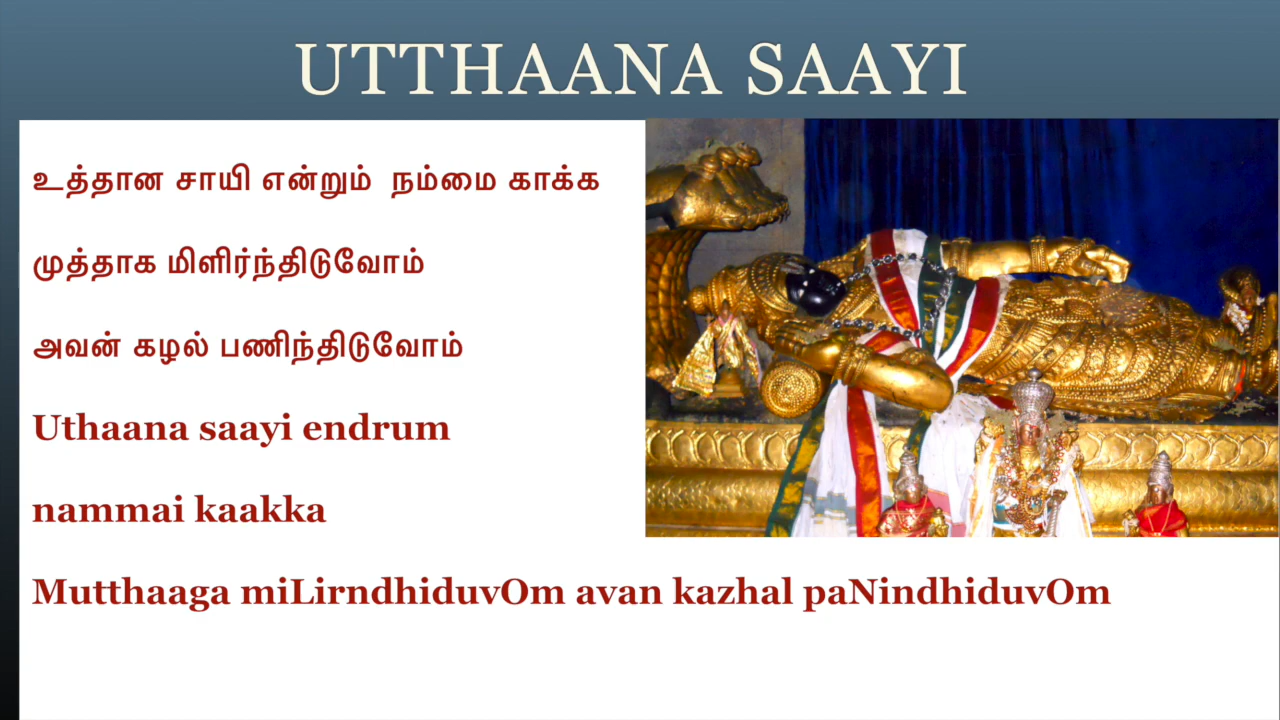 UTTHAANA SAAYI
உத்தான சாயி என்றும் நம்மை காக்க
முத்தாக மிளிர்ந்திடுவோம்
அவன் கழல் பணிந்திடுவோம்
Uthaana saayi endrum
nammai kaakka
Mutthaaga miLirndhiduvOm avan kazhal paNindhiduvOm